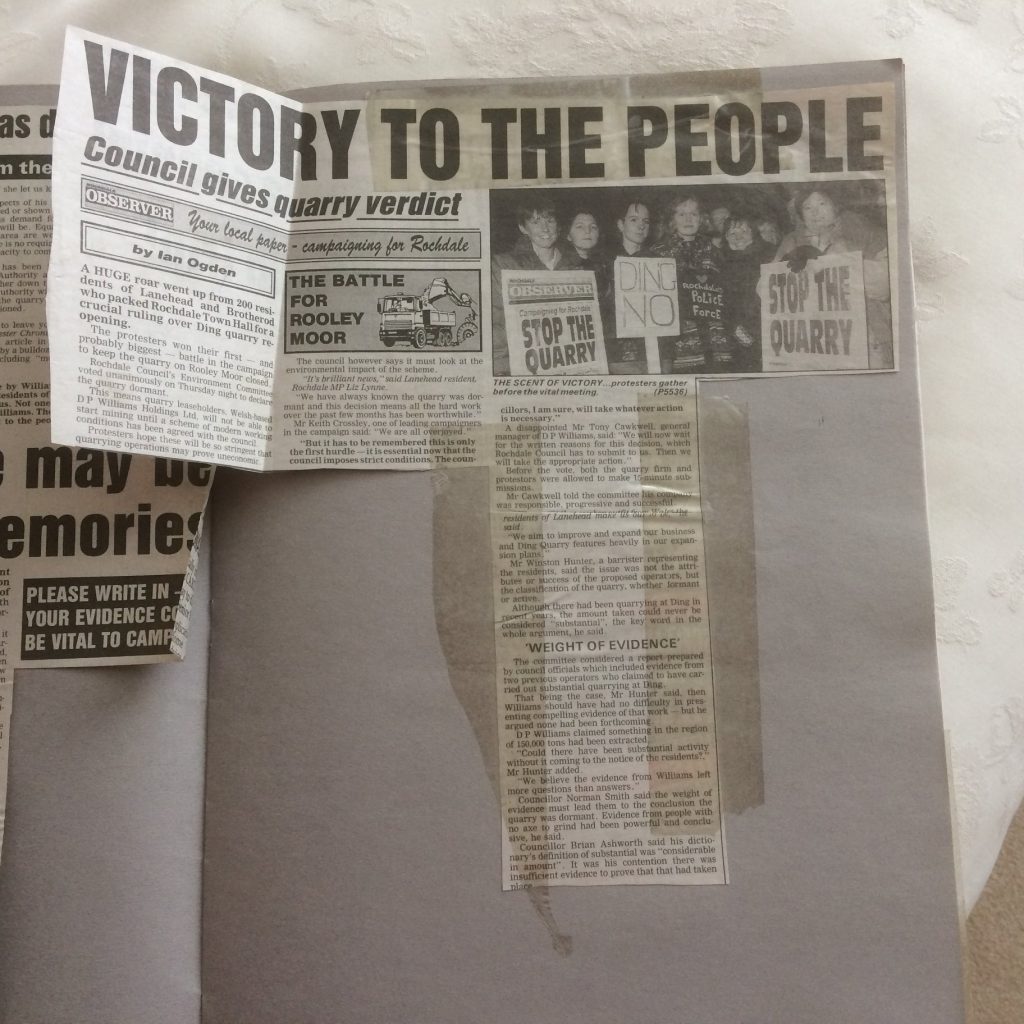 as d
m the
she let us k
e may be
emories
PLEASE WRITE IN -
YOUR EVIDENCE CO
BE VITAL TO CAMP
VICTORY TO THE PEOPLE
Council gives quarry verdict
ROCHDALE
OBSERVER
Your local paper - campaigning for Rochdale
by Ian Ogden
A HUGE roar went up from 200 resi-
dents of Lanehead and Brotherod
who packed Rochdale Town Hall for a
crucial ruling over Ding quarry re-
opening.
The protesters won their first — and
probably biggest — battle in the campaign
to keep the quarry on Rooley Moor closed.
Rochdale Council's Environment Committee
voted unanimously on Thursday night to declare
the quarry dormant.
This means quarry leaseholders, Welsh-based
D P Williams Holdings Ltd, will not be able to
start mining until a scheme of modern working
conditions has been agreed with the council.
Protesters hope these will be so stringent that
quarrying operations may prove uneconomic.
THE BATTLE
FOR
ROOLEY
MOOR
The council however says it must look at the
environmental impact of the scheme.
"It's brilliant news," said Lanehead resident,
Rochdale MP Liz Lynne.
"We have always known the quarry was dor-
mant and this decision means all the hard work
over the past few months has been worthwhile."
Mr Keith Crossley, one of leading campaigners
in the campaign said: "We are all overjoyed."
"But it has to be remembered this is only
the first hurdle — it is essential now that the
council imposes strict conditions. The coun-
ROCHDALE
OBSERVER
Campaigning for Rochdale
STOP THE
QUARRY
DING
NO
Rochdale's
POLICE
FORCE
STOP THE
QUARRY
THE SCENT OF VICTORY...protesters gather
before the vital meeting. (P5536)
cillors, I am sure, will take whatever action
is necessary."
A disappointed Mr Tony Cawkwell, general
manager of D P Williams, said: "We will now wait
for the written reasons for this decision, which
Rochdale Council has to submit to us. Then we
will take the appropriate action."
Before the vote, both the quarry firm and
protestors were allowed to make 15-minute sub-
missions.
Mr Cawkwell told the committee his company
was responsible, progressive and successful
residents of Lanehead make
said.
"We aim to improve and expand our business
and Ding Quarry features heavily in our expan-
sion plans."
Mr Winston Hunter, a barrister representing
the residents, said the issue was not the attri-
butes or success of the proposed operators, but
the classification of the quarry, whether formant
or active.
Although there had been quarrying at Ding in
recent years, the amount taken could never be
considered "substantial", the key word in the
whole argument, he said.
'WEIGHT OF EVIDENCE'
The committee considered a report prepared
by council officials which included evidence from
two previous operators who claimed to have car-
ried out substantial quarrying at Ding.
That being the case, Mr Hunter said, then
Williams should have had no difficulty in pres-
enting compelling evidence of that work — but he
argued none had been forthcoming.
D P Williams claimed something in the region
of 150,000 tons had been extracted.
"Could there have been substantial activity
without it coming to the notice of the residents?,"
Mr Hunter added.
"We believe the evidence from Williams left
more questions than answers."
Councillor Norman Smith said the weight of
evidence must lead them to the conclusion the
quarry was dormant. Evidence from people with
no axe to grind had been powerful and conclu-
sive, he said.
Councillor Brian Ashworth said his dictio-
nary's definition of substantial was "considerable
in amount". It was his contention there was
insufficient evidence to prove that that had taken
place.